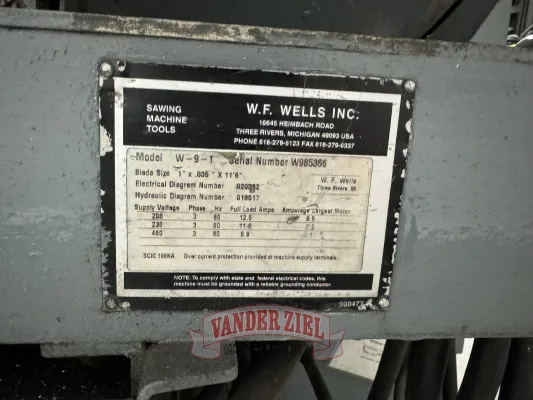 SAWING
MACHINE
TOOLS
W.F. WELLS INC.
16645 HEIMBACH ROAD
THREE RIVERS, MICHIGAN 49093 USA
PHONE 616-279-5123 FAX 616-279-6337
Model W-9-1 Serial Number W985366
Blade Size 1" x .035" X 11'6"
Electrical Diagram Number 020392
Hydraulic Diagram Number 019517
W. F. Wells
Three Rivers, MI
Supply Voltage Phase Hz Full Load Amps Amperage Largest Motor
208 3 60 12.5 8.5
230 3 60 11.8
460 3 60 5.9
SCIC 100KA Over current protection provided at machine supply terminals.
NOTE: To comply with state and federal electrical codes, this
machine must be grounded with a reliable grounding conductor.
VANDER ZIEL